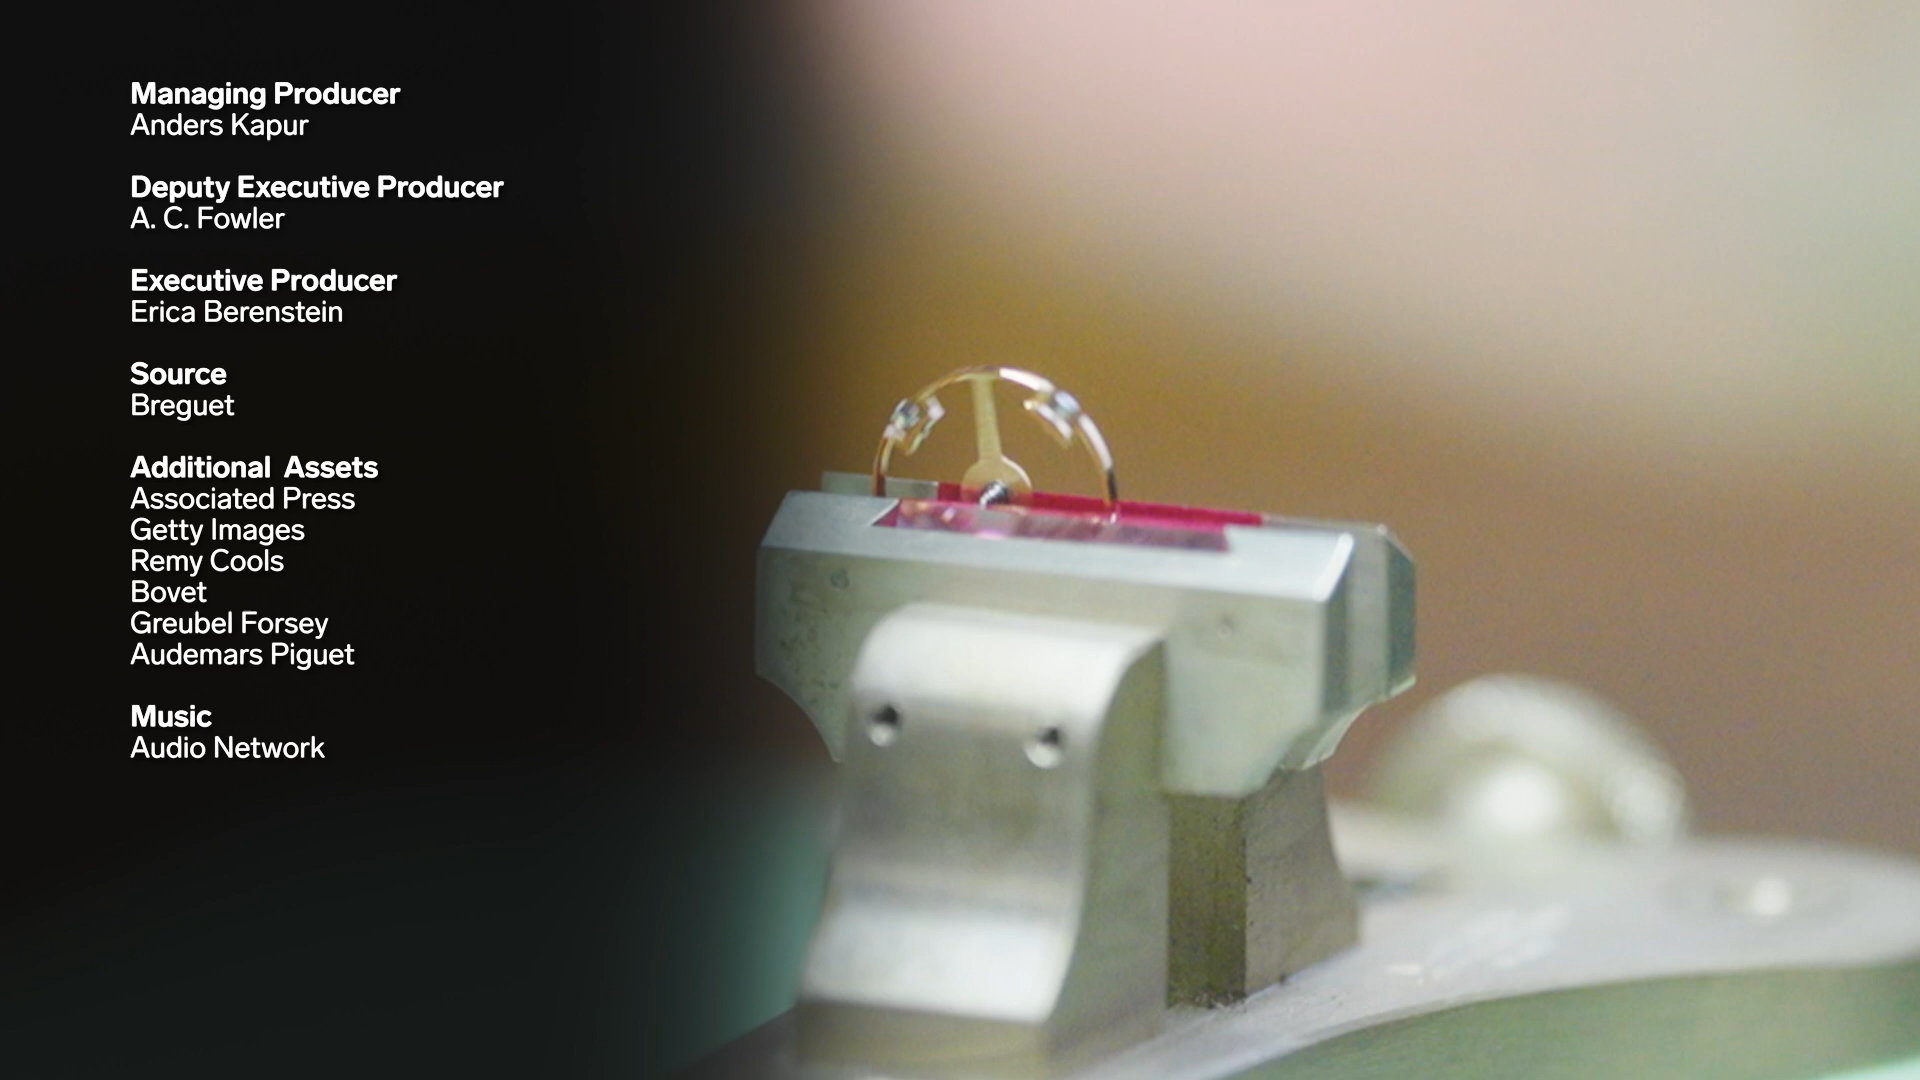 Managing Producer
Anders Kapur
Deputy Executive Producer
A. C. Fowler
Executive Producer
Erica Berenstein
Source
Breguet
Additional  Assets
Associated Press
Getty Images
Remy Cools
Bovet
Greubel Forsey
Audemars Piguet
Music
Audio Network